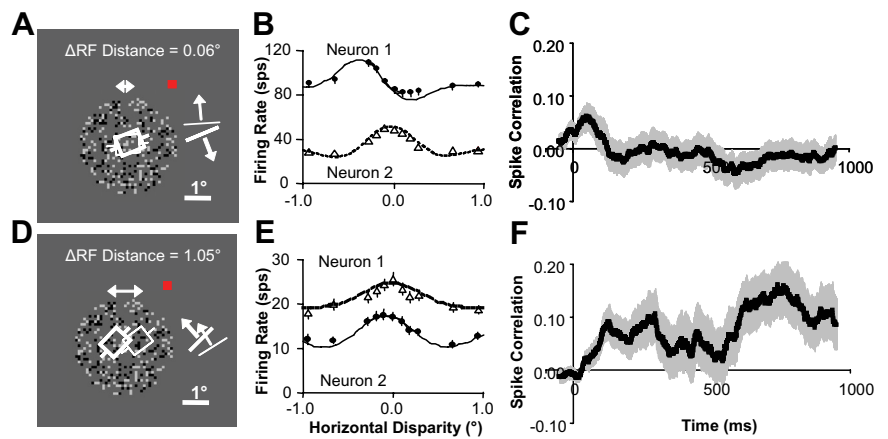 A
ΔRF Distance = 0.06°
1°
B
120
80
40
0
Firing Rate (sps)
Neuron 1
Neuron 2
-1.0
0.0
1.0
C
0.20
0.10
0.00
-0.10
Spike Correlation
0
500
1000
D
ΔRF Distance = 1.05°
1°
E
30
20
10
0
Firing Rate (sps)
Neuron 1
Neuron 2
-1.0
0.0
1.0
Horizontal Disparity (°)
F
0.20
0.10
0.00
-0.10
Spike Correlation
0
500
1000
Time (ms)